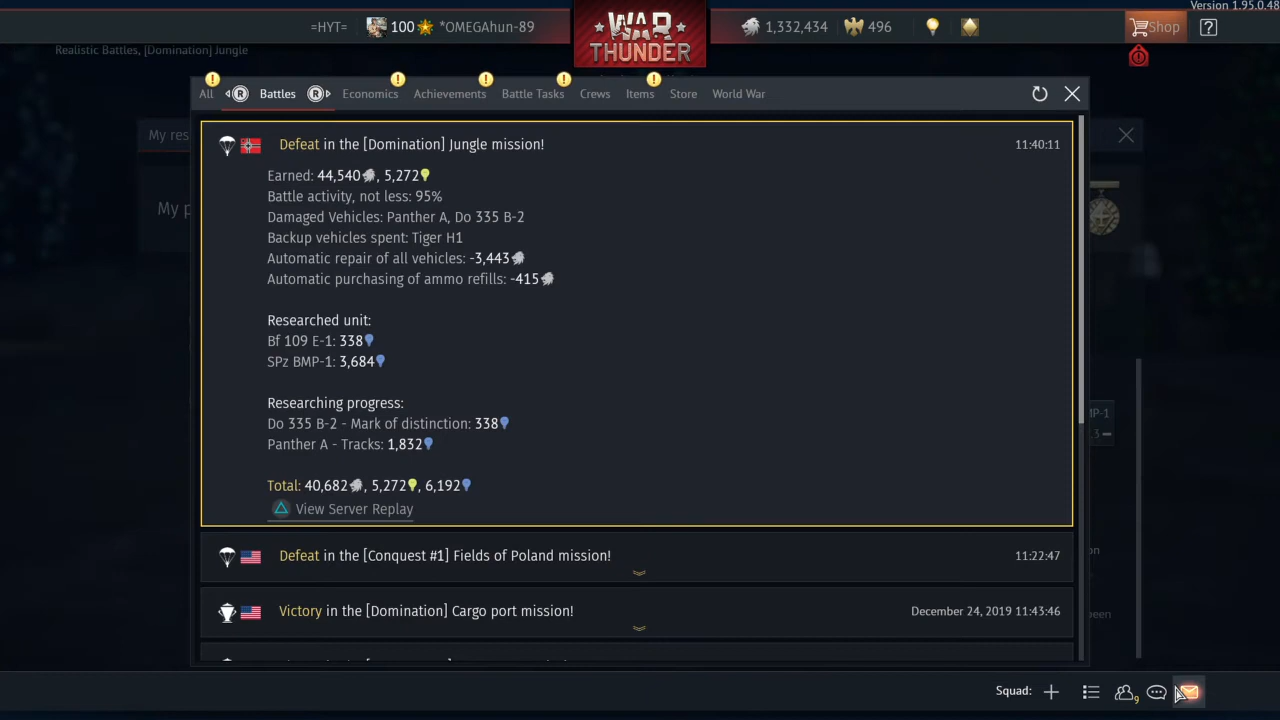 Version 1.95.0.48
=HYT= 100 *OMEGAhun-89 WAR THUNDER 1,332,434 496 Shop ?
Realistic Battles, [Domination] Jungle
All R Battles R Economics Achievements Battle Tasks Crews Items Store World War
My res
My p
Defeat in the [Domination] Jungle mission! 11:40:11
Earned: 44,540, 5,272
Battle activity, not less: 95%
Damaged Vehicles: Panther A, Do 335 B-2
Backup vehicles spent: Tiger H1
Automatic repair of all vehicles: -3,443
Automatic purchasing of ammo refills: -415
Researched unit:
Bf 109 E-1: 338
SPz BMP-1: 3,684
Researching progress:
Do 335 B-2 - Mark of distinction: 338
Panther A - Tracks: 1,832
Total: 40,682, 5,272, 6,192
View Server Replay
Defeat in the [Conquest #1] Fields of Poland mission! 11:22:47
Victory in the [Domination] Cargo port mission! December 24, 2019 11:43:46
Squad: 9